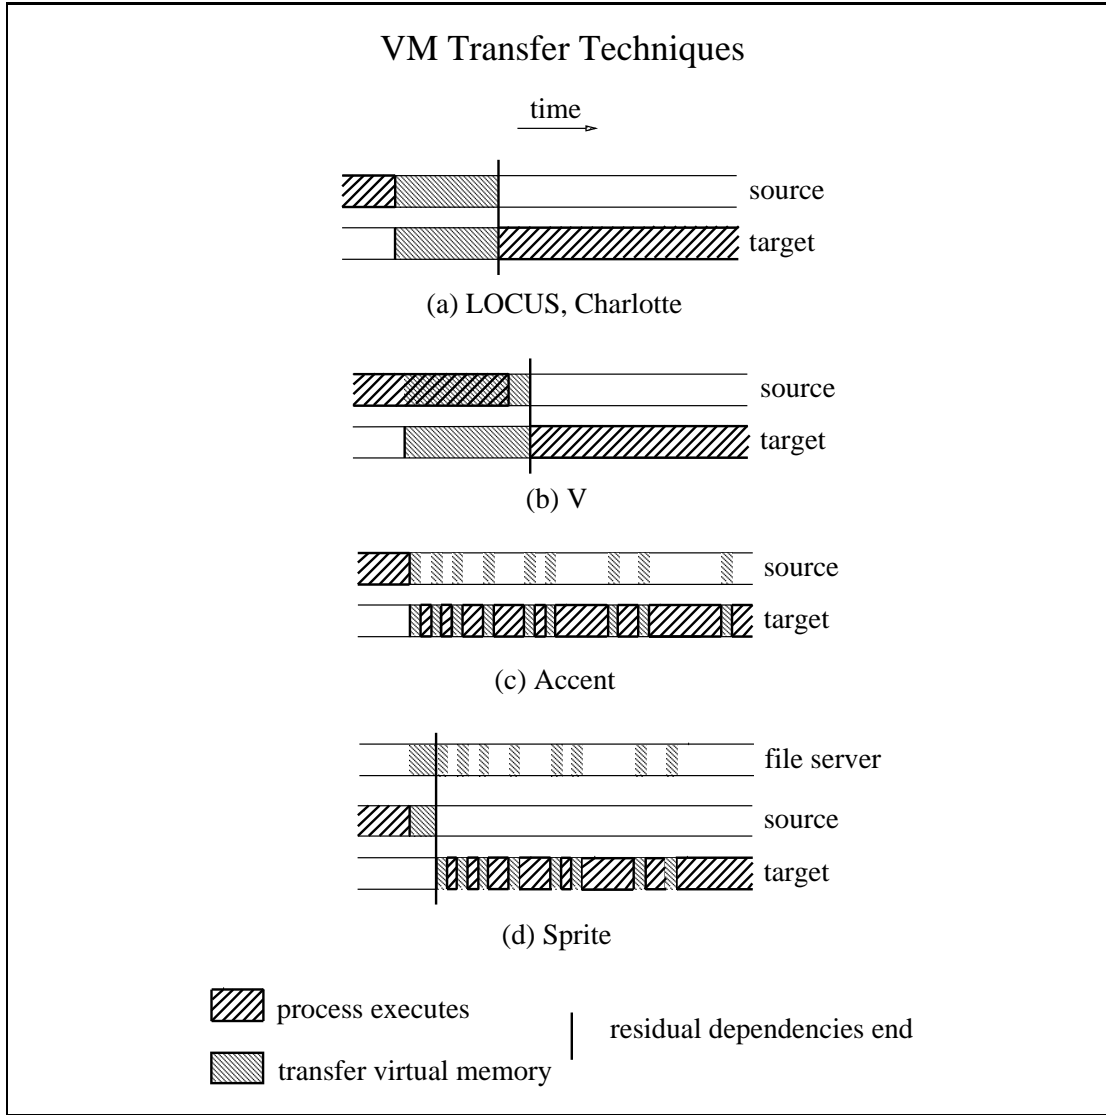 VM Transfer Techniques
time
source
target
(a) LOCUS, Charlotte
source
target
(b) V
source
target
(c) Accent
file server
source
target
(d) Sprite
process executes
residual dependencies end
transfer virtual memory